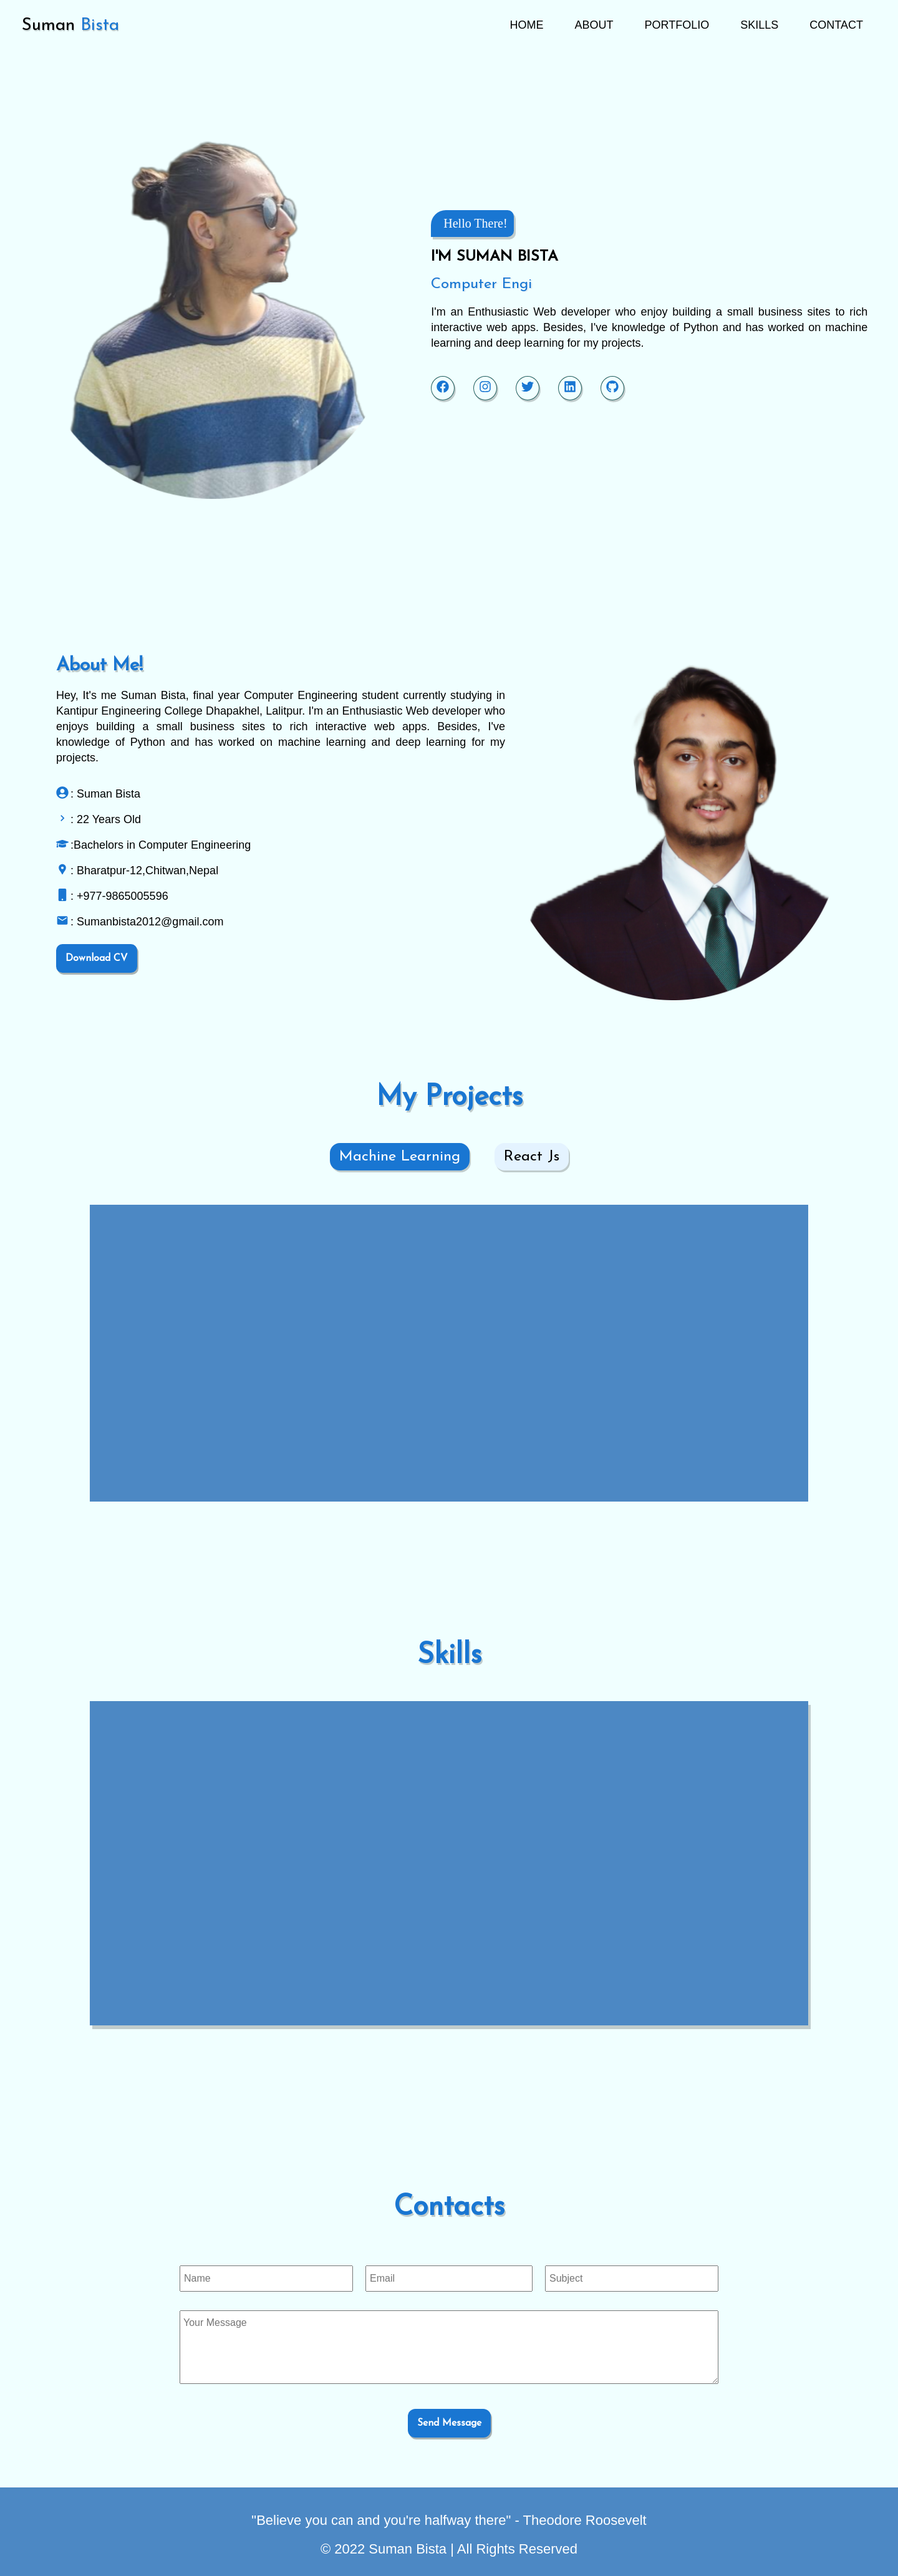 Suman Bista
HOME ABOUT PORTFOLIO SKILLS CONTACT
Hello There!
I'M SUMAN BISTA
Computer Engi
I'm an Enthusiastic Web developer who enjoy building a small business sites to rich
interactive web apps. Besides, I've knowledge of Python and has worked on machine
learning and deep learning for my projects.
About Me!
Hey, It's me Suman Bista, final year Computer Engineering student currently studying in
Kantipur Engineering College Dhapakhel, Lalitpur. I'm an Enthusiastic Web developer who
enjoys building a small business sites to rich interactive web apps. Besides, I've
knowledge of Python and has worked on machine learning and deep learning for my
projects.
: Suman Bista
: 22 Years Old
:Bachelors in Computer Engineering
: Bharatpur-12,Chitwan,Nepal
: +977-9865005596
: Sumanbista2012@gmail.com
Download CV
My Projects
Machine Learning React Js
Skills
Contacts
Name Email Subject
Your Message
Send Message
"Believe you can and you're halfway there" - Theodore Roosevelt
© 2022 Suman Bista | All Rights Reserved